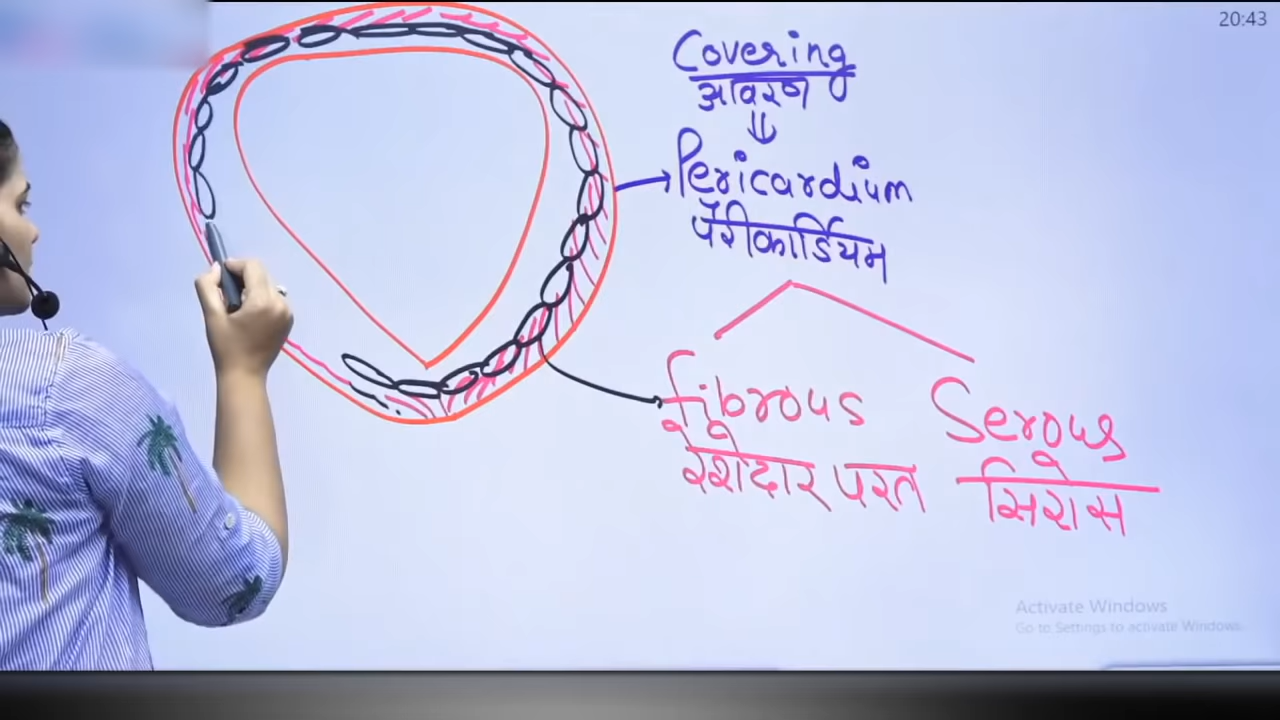 20:43
Covering
आवरण
Pericardium
पॅरीकार्डियम
fibrous Serous
रेशेदार परत सिरोस
Activate Windows
Go to Settings to activate Windows.